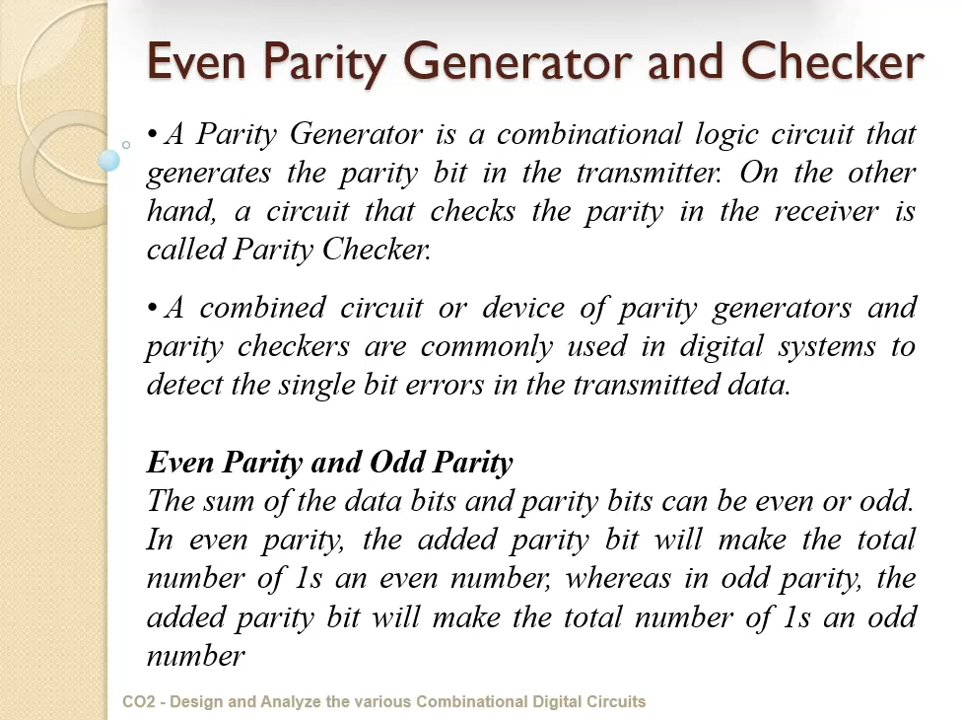 Even Parity Generator and Checker
• A Parity Generator is a combinational logic circuit that
generates the parity bit in the transmitter. On the other
hand, a circuit that checks the parity in the receiver is
called Parity Checker.
• A combined circuit or device of parity generators and
parity checkers are commonly used in digital systems to
detect the single bit errors in the transmitted data.
Even Parity and Odd Parity
The sum of the data bits and parity bits can be even or odd.
In even parity, the added parity bit will make the total
number of 1s an even number, whereas in odd parity, the
added parity bit will make the total number of 1s an odd
number
CO2 - Design and Analyze the various Combinational Digital Circuits